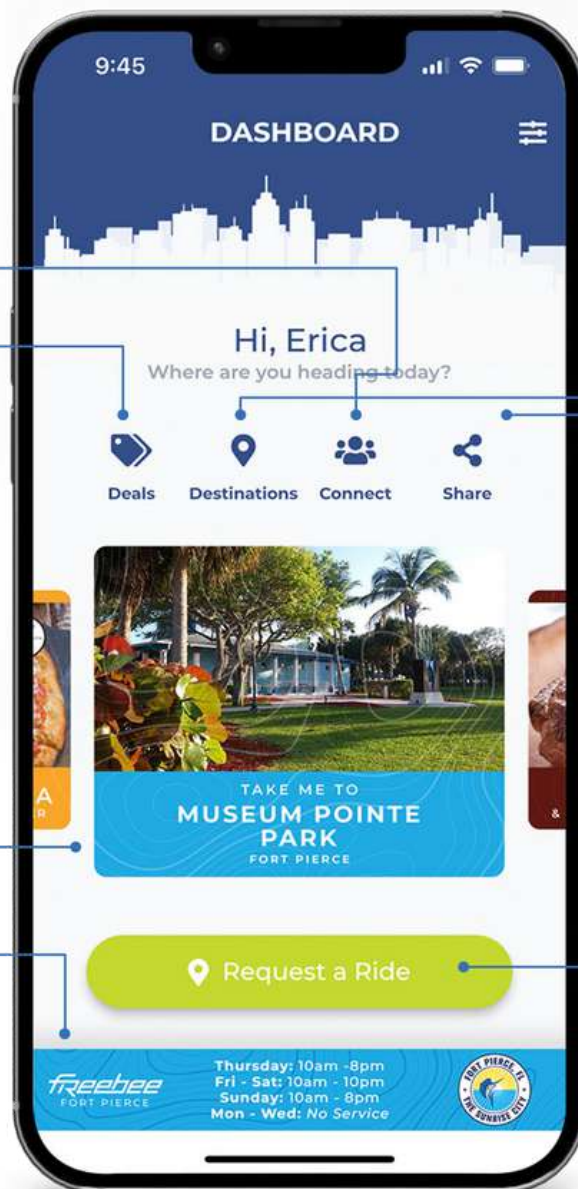 9:45
DASHBOARD
Hi, Erica
Where are you heading today?
Deals
Destinations
Connect
Share
A
R
TAKE ME TO
MUSEUM POINTE
PARK
FORT PIERCE
&
Request a Ride
freebee
FORT PIERCE
Thursday: 10am -8pm
Fri - Sat: 10am - 10pm
Sunday: 10am - 8pm
Mon - Wed: No Service
FORT PIERCE, FL
THE SUNRISE CITY